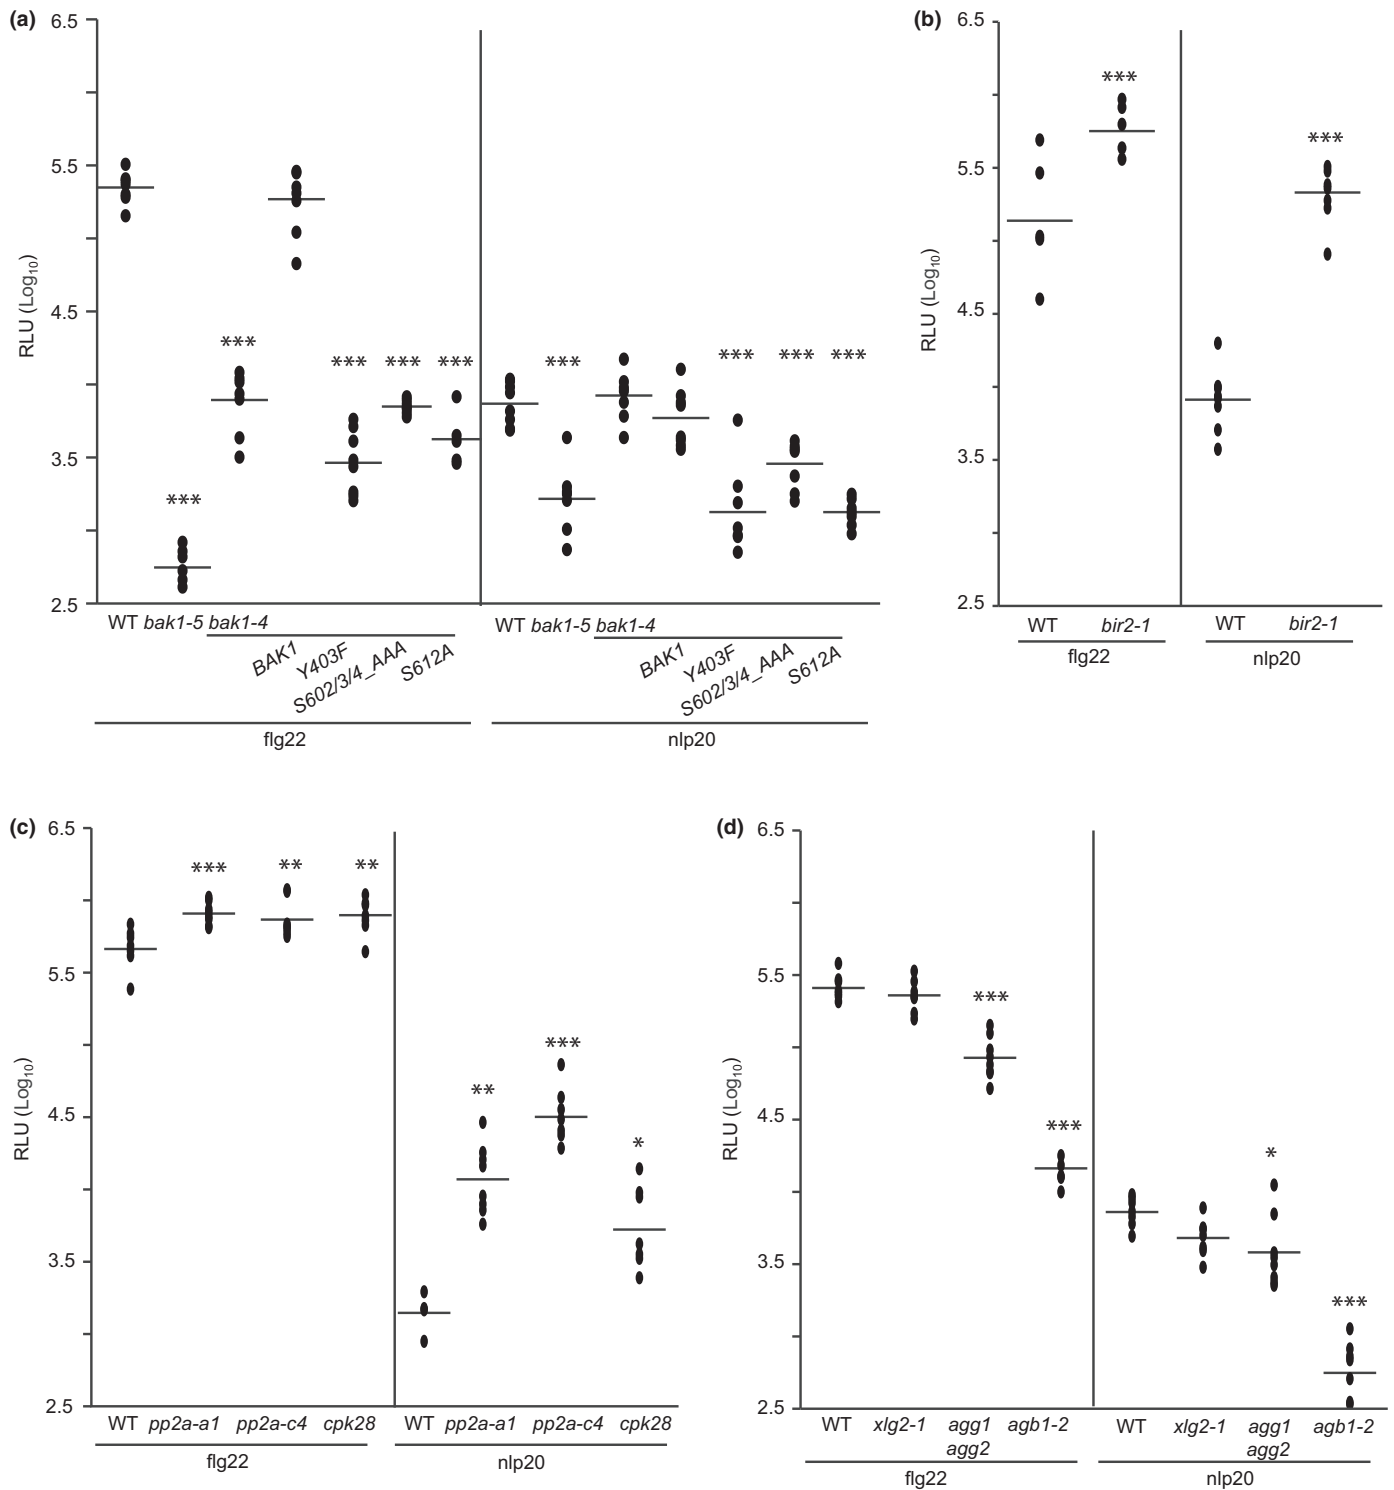 (a)
6.5
5.5
4.5
3.5
2.5
RLU (Log10)
***
***
***
***
***
***
***
***
***
WT bak1-5 bak1-4
BAK1
Y403F
S602/3/4_AAA
S612A
flg22
WT bak1-5 bak1-4
BAK1
Y403F
S602/3/4_AAA
S612A
nlp20
(b)
6.5
5.5
4.5
3.5
2.5
RLU (Log10)
***
***
WT bir2-1
flg22
WT bir2-1
nlp20
(c)
6.5
5.5
4.5
3.5
2.5
RLU (Log10)
***
**
**
**
***
*
WT pp2a-a1 pp2a-c4 cpk28
flg22
WT pp2a-a1 pp2a-c4 cpk28
nlp20
(d)
6.5
5.5
4.5
3.5
2.5
RLU (Log10)
***
***
*
***
WT xlg2-1 agg1 agb1-2
agg2
flg22
WT xlg2-1 agg1 agb1-2
agg2
nlp20